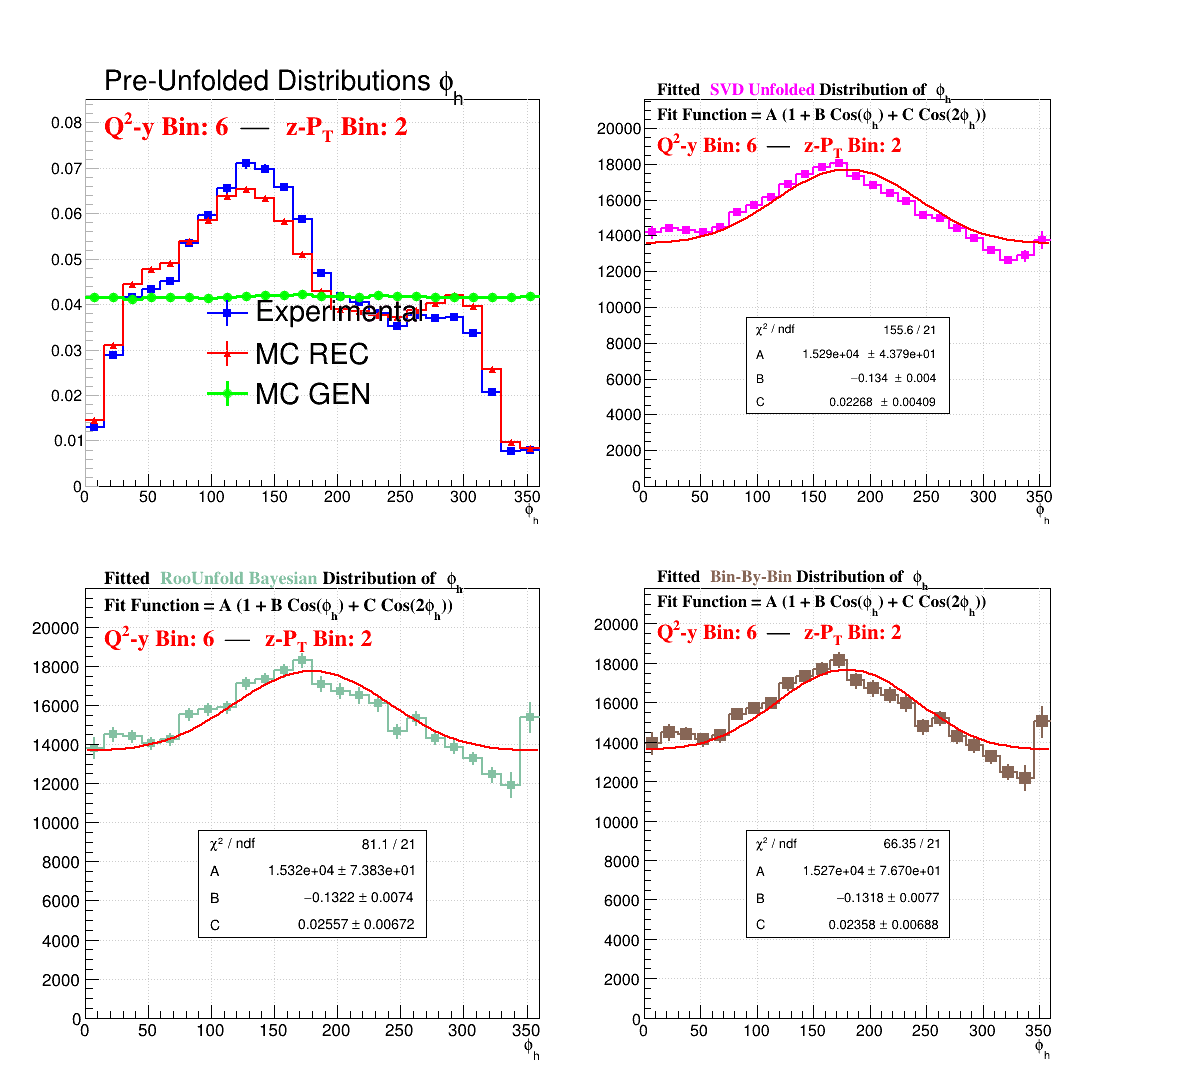 Pre-Unfolded Distributions ϕh
Q2-y Bin: 6 — z-PT Bin: 2
0.08
0.07
0.06
0.05
0.04
0.03
0.02
0.01
0
Experimental
MC REC
MC GEN
0 50 100 150 200 250 300 350
ϕh
Fitted SVD Unfolded Distribution of ϕh
Fit Function = A (1 + B Cos(ϕh) + C Cos(2ϕh))
Q2-y Bin: 6 — z-PT Bin: 2
20000
18000
16000
14000
12000
10000
8000
6000
4000
2000
0
χ2 / ndf 155.6 / 21
A 1.529e+04 ± 4.379e+01
B −0.134 ± 0.004
C 0.02268 ± 0.00409
0 50 100 150 200 250 300 350
ϕh
Fitted RooUnfold Bayesian Distribution of ϕh
Fit Function = A (1 + B Cos(ϕh) + C Cos(2ϕh))
Q2-y Bin: 6 — z-PT Bin: 2
20000
18000
16000
14000
12000
10000
8000
6000
4000
2000
0
χ2 / ndf 81.1 / 21
A 1.532e+04 ± 7.383e+01
B −0.1322 ± 0.0074
C 0.02557 ± 0.00672
0 50 100 150 200 250 300 350
ϕh
Fitted Bin-By-Bin Distribution of ϕh
Fit Function = A (1 + B Cos(ϕh) + C Cos(2ϕh))
Q2-y Bin: 6 — z-PT Bin: 2
20000
18000
16000
14000
12000
10000
8000
6000
4000
2000
0
χ2 / ndf 66.35 / 21
A 1.527e+04 ± 7.670e+01
B −0.1318 ± 0.0077
C 0.02358 ± 0.00688
0 50 100 150 200 250 300 350
ϕh